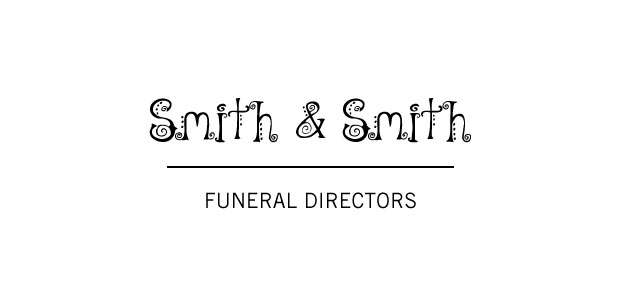 Smith & Smith
FUNERAL DIRECTORS